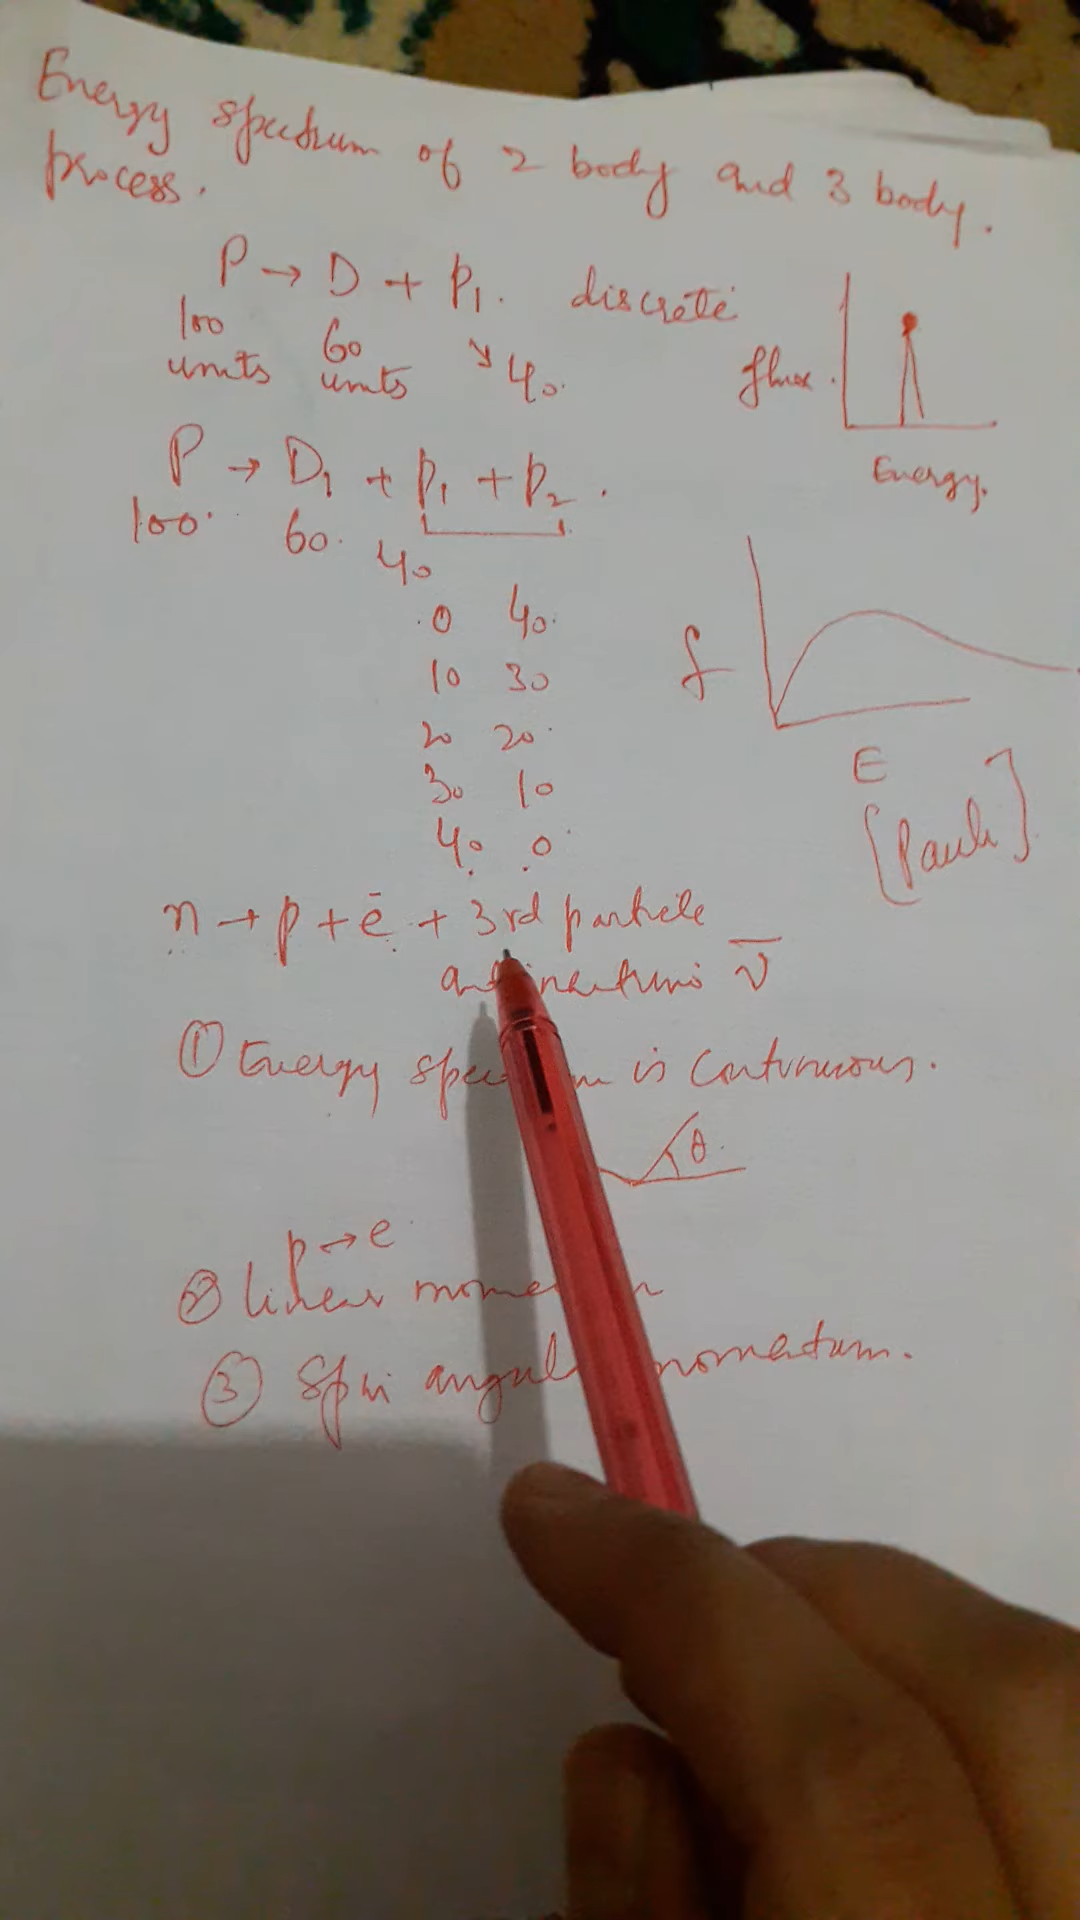 Energy spectrum of 2 body and 3 body.
process.
P → D + P₁. discrete
100 units 60 units ↘ 40.
flux.
Energy.
P → D₁ + P₁ + P₂.
100. 60. 40
0 40.
10 30
20 20.
30 10
40. 0.
f
E
[Pauli]
n → p + ē + 3rd particle
ν̄
① Energy is continuous.
θ.
p → e
② linear
③ Spin momentum.